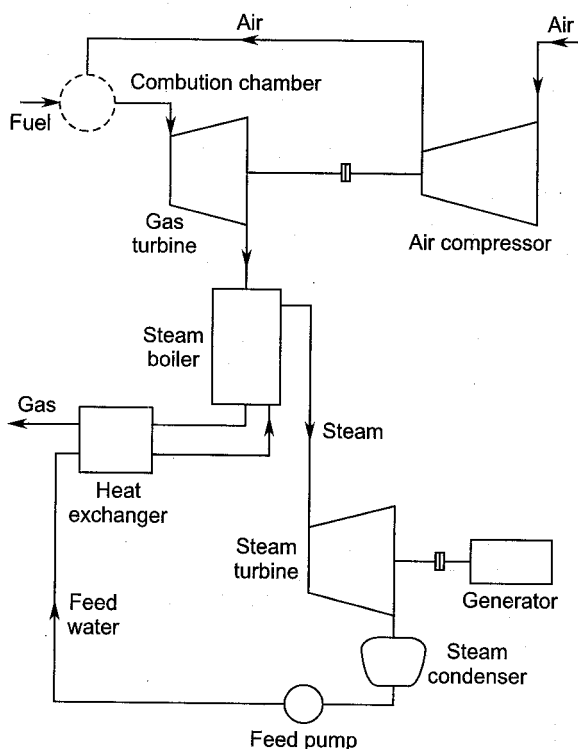 Air
Air
Combution chamber
Fuel
Gas
turbine
Air compressor
Steam
boiler
Gas
Steam
Heat
exchanger
Steam
turbine
Generator
Feed
water
Steam
condenser
Feed pump